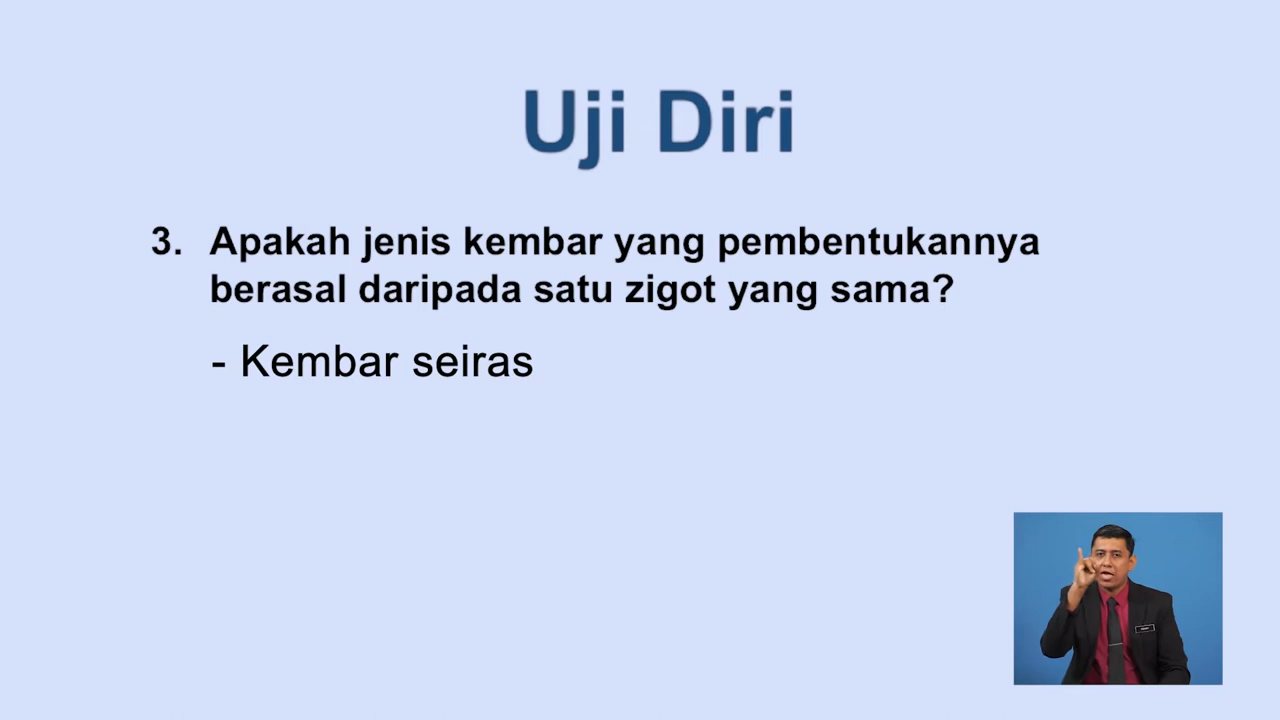 Uji Diri
3. Apakah jenis kembar yang pembentukannya
berasal daripada satu zigot yang sama?
- Kembar seiras